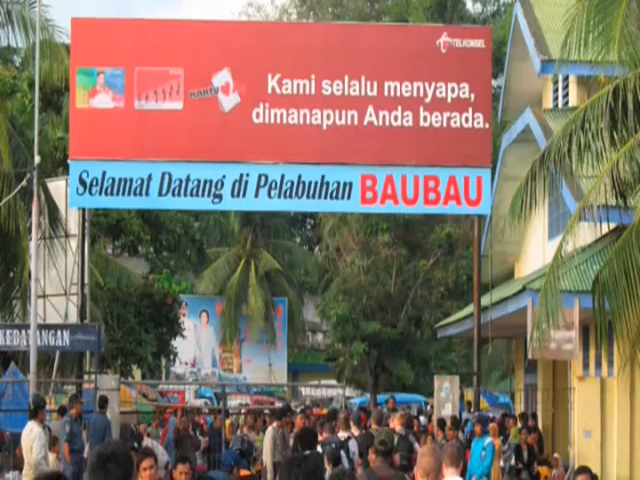 TELKOMSEL
KARTU
Kami selalu menyapa,
dimanapun Anda berada.
Selamat Datang di Pelabuhan BAUBAU
KEDATANGAN